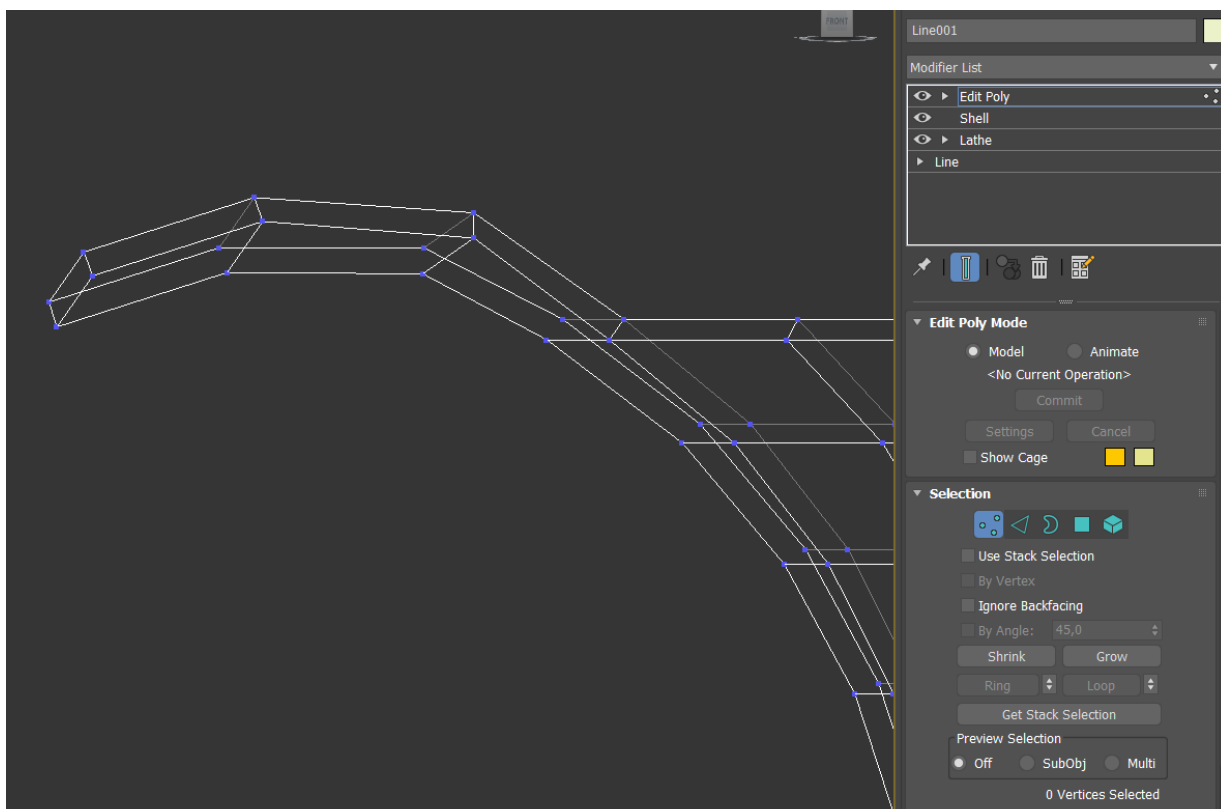 FRONT
Line001
Modifier List
Edit Poly
Shell
Lathe
Line
Edit Poly Mode
Model Animate
<No Current Operation>
Commit
Settings Cancel
Show Cage
Selection
Use Stack Selection
By Vertex
Ignore Backfacing
By Angle: 45,0
Shrink Grow
Ring Loop
Get Stack Selection
Preview Selection
Off SubObj Multi
0 Vertices Selected